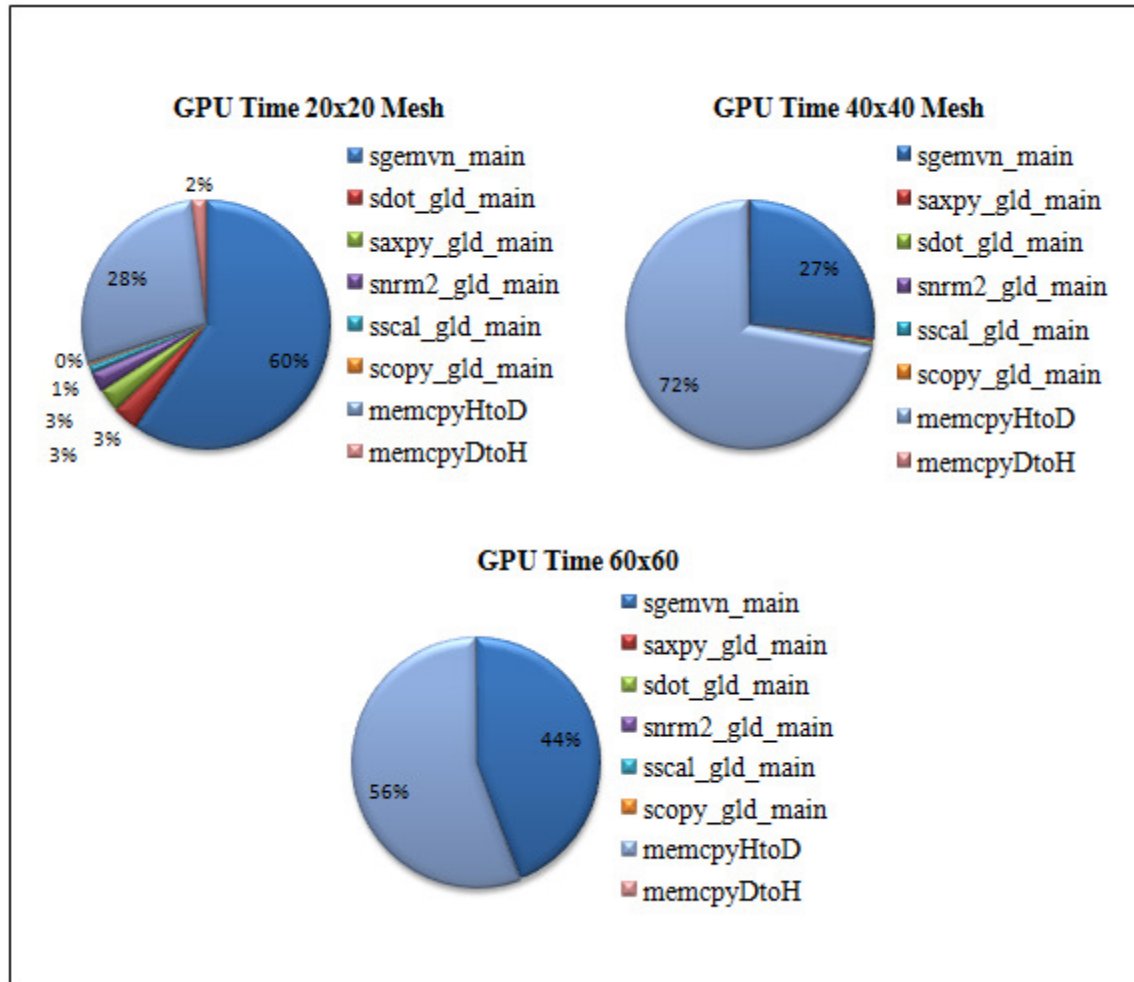 GPU Time 20x20 Mesh
sgemvn_main
sdot_gld_main
saxpy_gld_main
snrm2_gld_main
sscal_gld_main
scopy_gld_main
memcpyHtoD
memcpyDtoH
2%
28%
60%
0%
1%
3%
3%
3%
GPU Time 40x40 Mesh
sgemvn_main
saxpy_gld_main
sdot_gld_main
snrm2_gld_main
sscal_gld_main
scopy_gld_main
memcpyHtoD
memcpyDtoH
27%
72%
GPU Time 60x60
sgemvn_main
saxpy_gld_main
sdot_gld_main
snrm2_gld_main
sscal_gld_main
scopy_gld_main
memcpyHtoD
memcpyDtoH
44%
56%